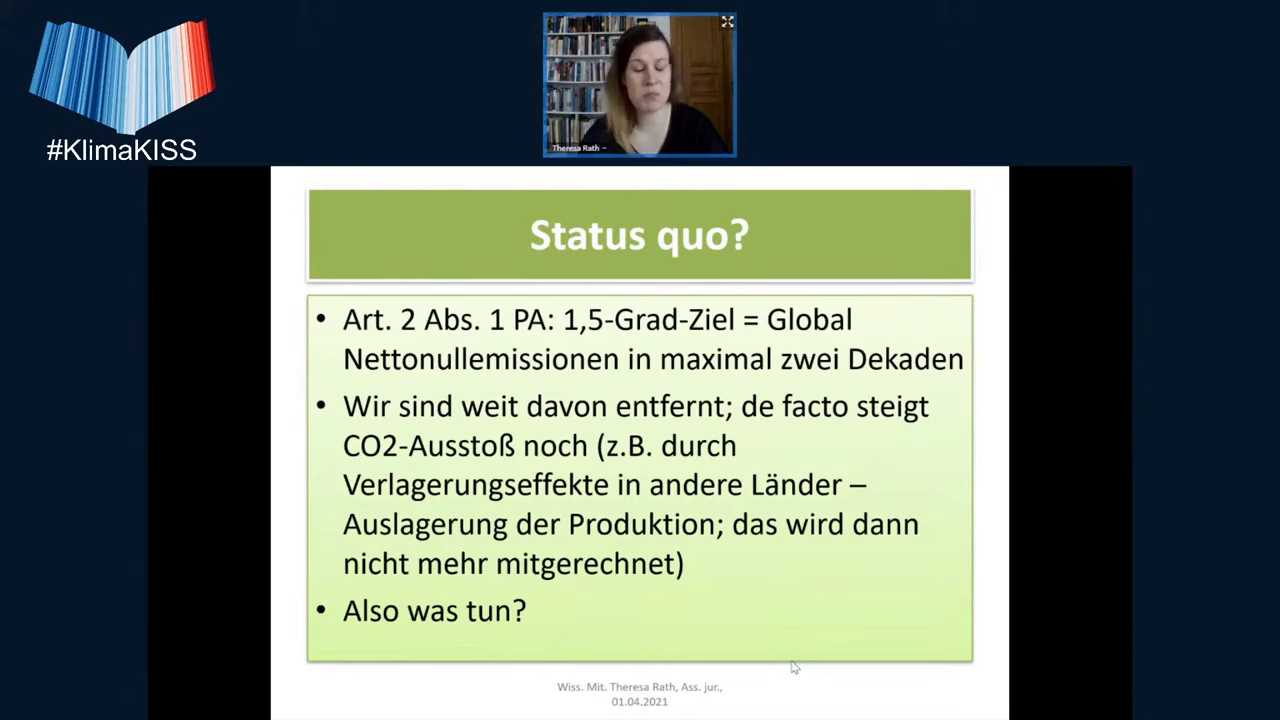 #KlimaKISS
Theresa Rath –
Status quo?
• Art. 2 Abs. 1 PA: 1,5-Grad-Ziel = Global
Nettonullemissionen in maximal zwei Dekaden
• Wir sind weit davon entfernt; de facto steigt
CO2-Ausstoß noch (z.B. durch
Verlagerungseffekte in andere Länder –
Auslagerung der Produktion; das wird dann
nicht mehr mitgerechnet)
• Also was tun?
Wiss. Mit. Theresa Rath, Ass. jur.,
01.04.2021